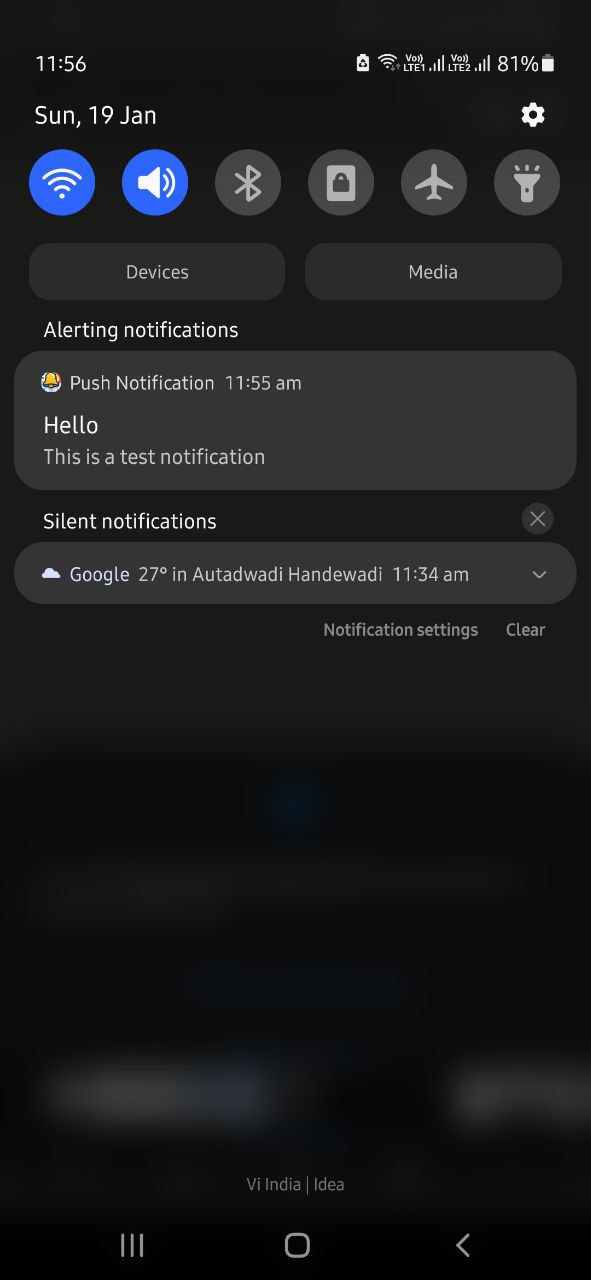 11:56 Vo)) LTE1 Vo)) LTE2 81%
Sun, 19 Jan
Devices Media
Alerting notifications
Push Notification 11:55 am
Hello
This is a test notification
Silent notifications
Google 27° in Autadwadi Handewadi 11:34 am
Notification settings Clear
Vi India | Idea